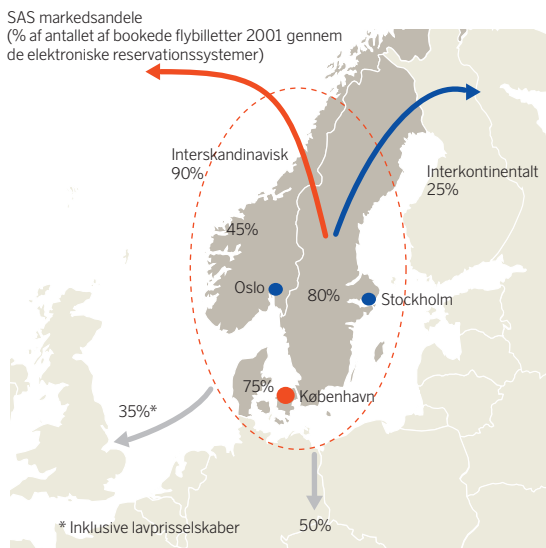 SAS markedsandele
(% af antallet af bookede flybilletter 2001 gennem
de elektroniske reservationssystemer)
Interskandinavisk
90%
Interkontinentalt
25%
45%
Oslo
80%
Stockholm
75%
København
35%*
* Inklusive lavprisselskaber
50%